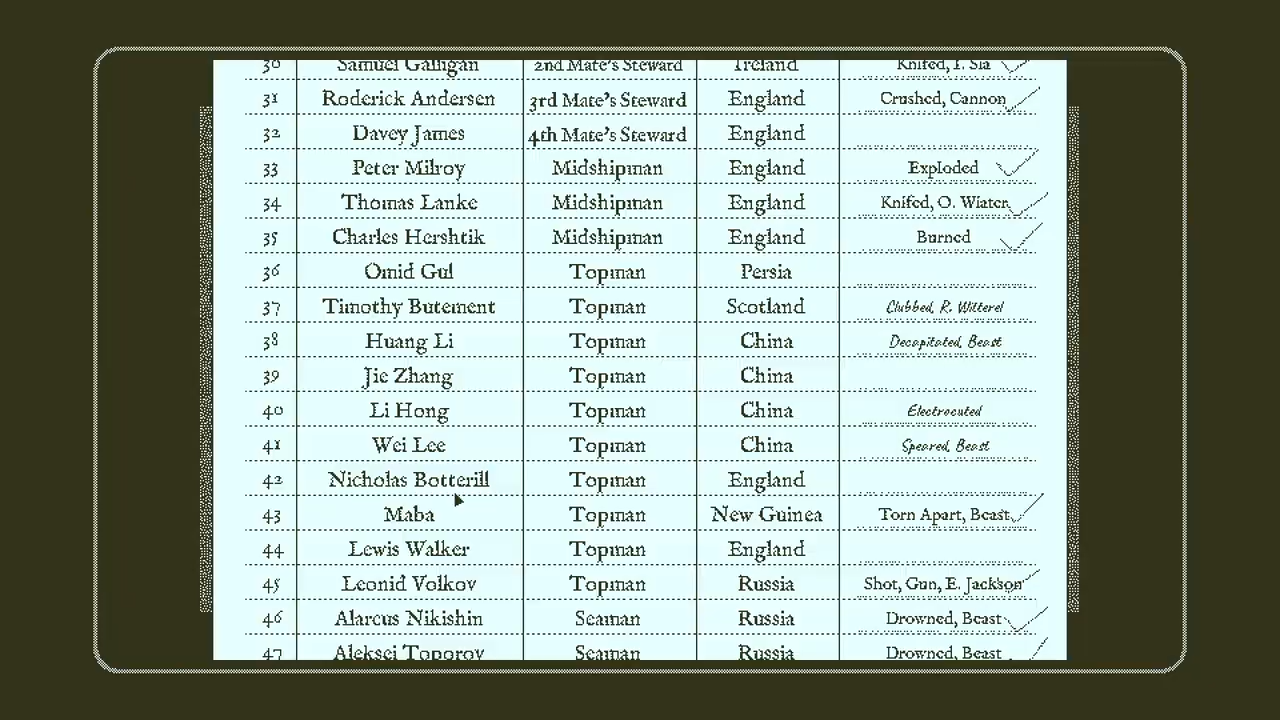 30 Samuel Galligan 2nd Mate's Steward Ireland Knifed, I. Sia
31 Roderick Andersen 3rd Mate's Steward England Crushed, Cannon
32 Davey James 4th Mate's Steward England
33 Peter Milroy Midshipman England Exploded
34 Thomas Lanke Midshipman England Knifed, O. Wiater
35 Charles Hershtik Midshipman England Burned
36 Omid Gul Topman Persia
37 Timothy Butement Topman Scotland Clubbed, R. Witterel
38 Huang Li Topman China Decapitated, Beast
39 Jie Zhang Topman China
40 Li Hong Topman China Electrocuted
41 Wei Lee Topman China Speared, Beast
42 Nicholas Botterill Topman England
43 Maba Topman New Guinea Torn Apart, Beast
44 Lewis Walker Topman England
45 Leonid Volkov Topman Russia Shot, Gun, E. Jackson
46 Alarcus Nikishin Seaman Russia Drowned, Beast
47 Aleksei Toporov Seaman Russia Drowned, Beast